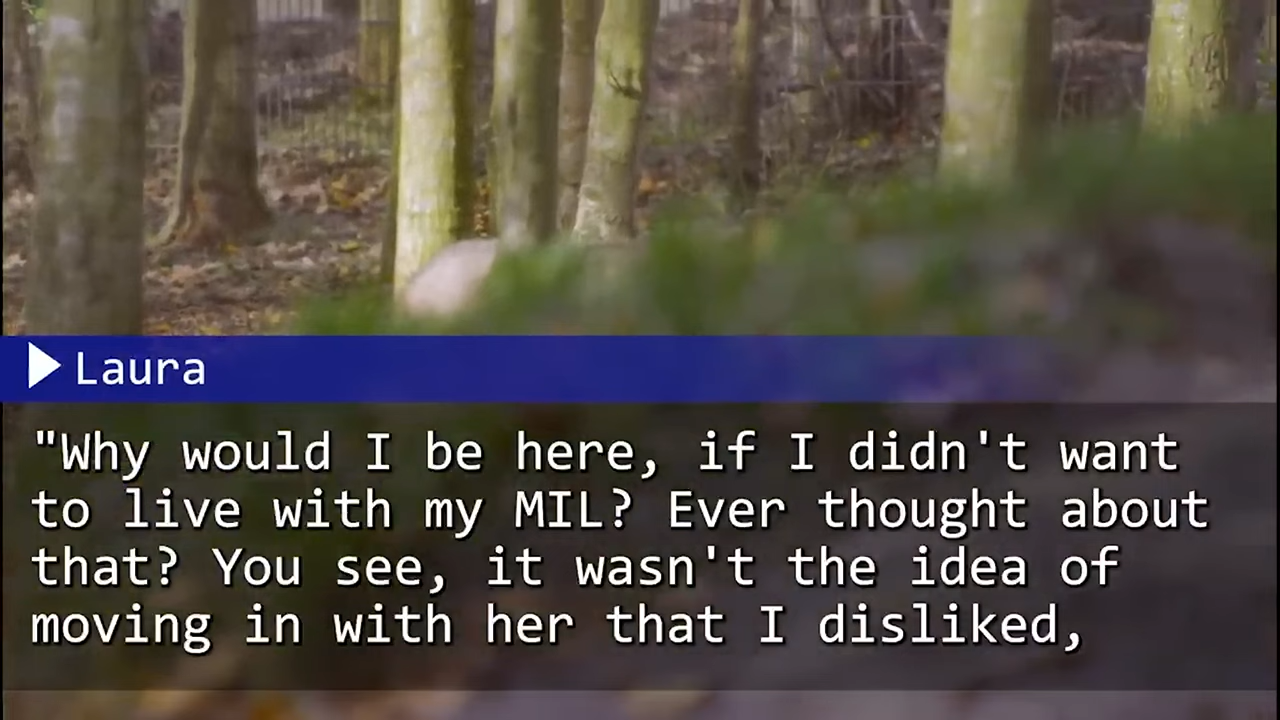 Laura
"Why would I be here, if I didn't want
to live with my MIL? Ever thought about
that? You see, it wasn't the idea of
moving in with her that I disliked,